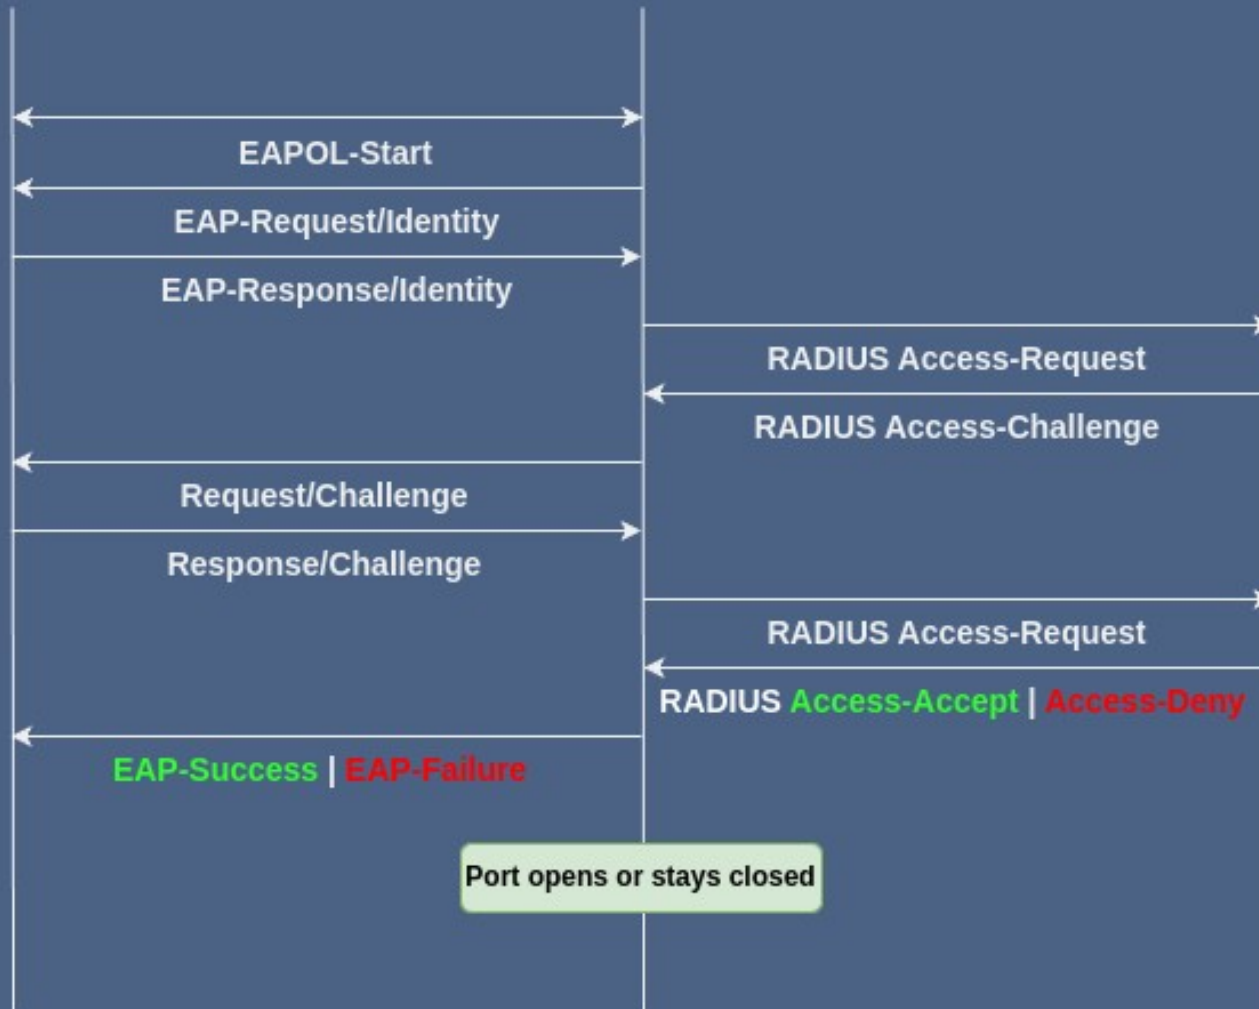 EAPOL-Start
EAP-Request/Identity
EAP-Response/Identity
RADIUS Access-Request
RADIUS Access-Challenge
Request/Challenge
Response/Challenge
RADIUS Access-Request
RADIUS Access-Accept | Access-Deny
EAP-Success | EAP-Failure
Port opens or stays closed